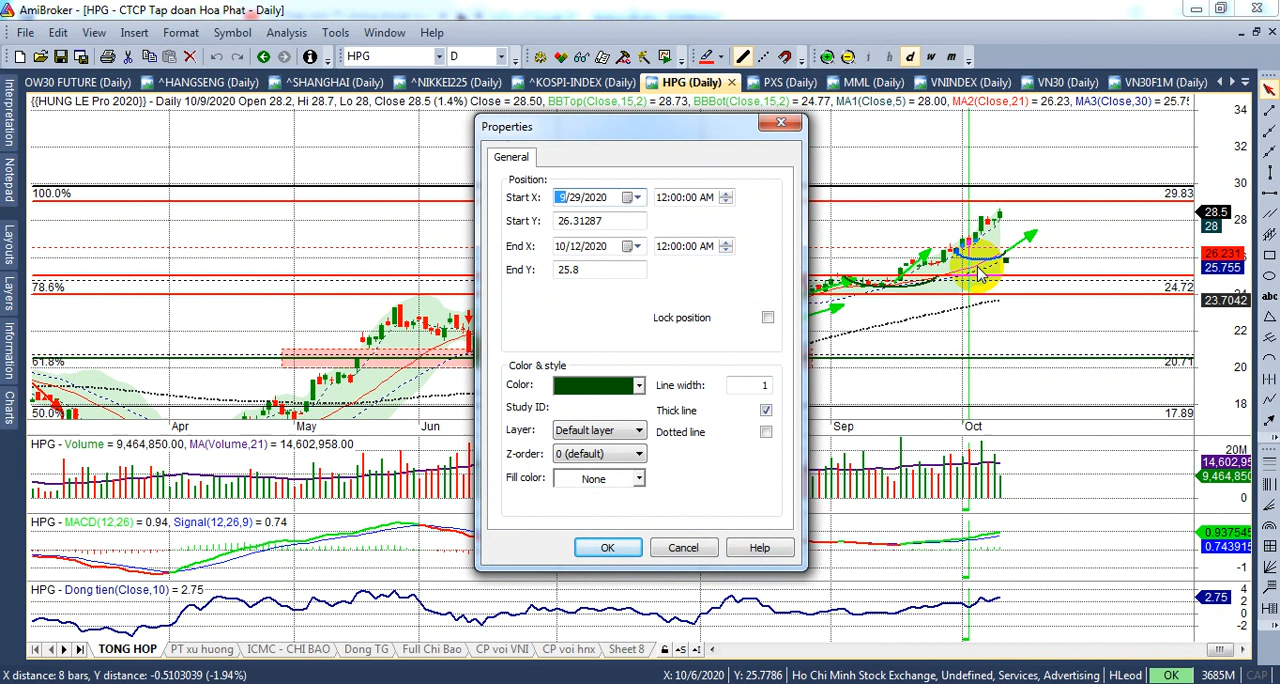 AmiBroker - [HPG - CTCP Tap doan Hoa Phat - Daily]
File Edit View Insert Format Symbol Analysis Tools Window Help
HPG D i h d w m
OW30 FUTURE (Daily) ^HANGSENG (Daily) ^SHANGHAI (Daily) ^NIKKEI225 (Daily) ^KOSPI-INDEX (Daily) HPG (Daily) PXS (Daily) MML (Daily) VNINDEX (Daily) VN30 (Daily) VN30F1M (Daily)
{{HUNG LE Pro 2020}} - Daily 10/9/2020 Open 28.2, Hi 28.7, Lo 28, Close 28.5 (1.4%) Close = 28.50, BBTop(Close,15,2) = 28.73, BBBot(Close,15,2) = 24.77, MA1(Close,5) = 28.00, MA2(Close,21) = 26.23, MA3(Close,30) = 25.75
Interpretation
Notepad
Layouts
Layers
Information
Charts
Properties
General
Position:
Start X: 9/29/2020 12:00:00 AM
Start Y: 26.31287
End X: 10/12/2020 12:00:00 AM
End Y: 25.8
Lock position
Color & style
Color: Line width: 1
Study ID: Thick line
Layer: Default layer Dotted line
Z-order: 0 (default)
Fill color: None
OK Cancel Help
100.0% 29.83
78.6% 24.72
61.8% 20.71
50.0% 17.89
34
32
30
28.5
28
26.231
25.755
23.7042
22
20
18
Apr May Jun Sep Oct
HPG - Volume = 9,464,850.00, MA(Volume,21) = 14,602,958.00
20M
14,602,95
9,464,850
0
HPG - MACD(12,26) = 0.94, Signal(12,26,9) = 0.74
0.937545
0.743915
-1
HPG - Dong tien(Close,10) = 2.75
4
2.75
2
0
-2
TONG HOP PT xu huong ICMC - CHI BAO Dong TG Full Chi Bao CP voi VNI CP voi hnx Sheet 8
X distance: 8 bars, Y distance: -0.5103039 (-1.94%) X: 10/6/2020 Y: 25.7786 Ho Chi Minh Stock Exchange, Undefined, Services, Advertising HLeod OK 3685M CAP
abc